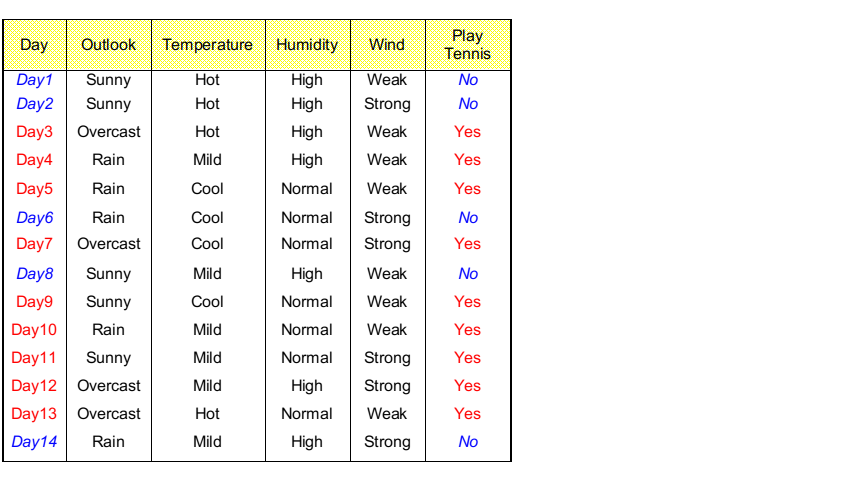 Day Outlook Temperature Humidity Wind Play Tennis
Day1 Sunny Hot High Weak No
Day2 Sunny Hot High Strong No
Day3 Overcast Hot High Weak Yes
Day4 Rain Mild High Weak Yes
Day5 Rain Cool Normal Weak Yes
Day6 Rain Cool Normal Strong No
Day7 Overcast Cool Normal Strong Yes
Day8 Sunny Mild High Weak No
Day9 Sunny Cool Normal Weak Yes
Day10 Rain Mild Normal Weak Yes
Day11 Sunny Mild Normal Strong Yes
Day12 Overcast Mild High Strong Yes
Day13 Overcast Hot Normal Weak Yes
Day14 Rain Mild High Strong No